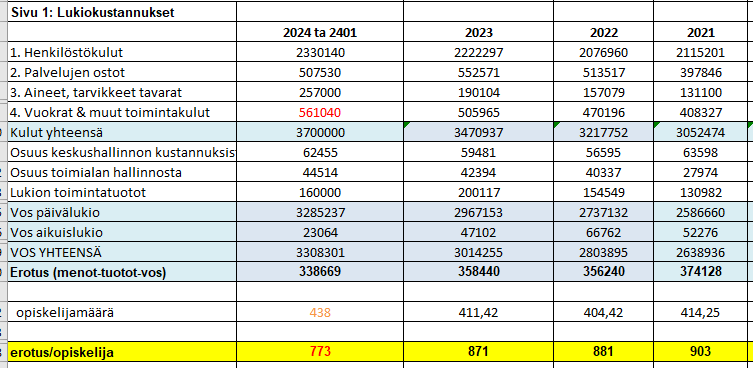 Sivu 1: Lukiokustannukset
2024 ta 2401 2023 2022 2021
1. Henkilöstökulut 2330140 2222297 2076960 2115201
2. Palvelujen ostot 507530 552571 513517 397846
3. Aineet, tarvikkeet tavarat 257000 190104 157079 131100
4. Vuokrat & muut toimintakulut 561040 505965 470196 408327
Kulut yhteensä 3700000 3470937 3217752 3052474
Osuus keskushallinnon kustannuksis 62455 59481 56595 63598
Osuus toimialan hallinnosta 44514 42394 40337 27974
Lukion toimintatuotot 160000 200117 154549 130982
Vos päivälukio 3285237 2967153 2737132 2586660
Vos aikuislukio 23064 47102 66762 52276
VOS YHTEENSÄ 3308301 3014255 2803895 2638936
Erotus (menot-tuotot-vos) 338669 358440 356240 374128
opiskelijamäärä 438 411,42 404,42 414,25
erotus/opiskelija 773 871 881 903